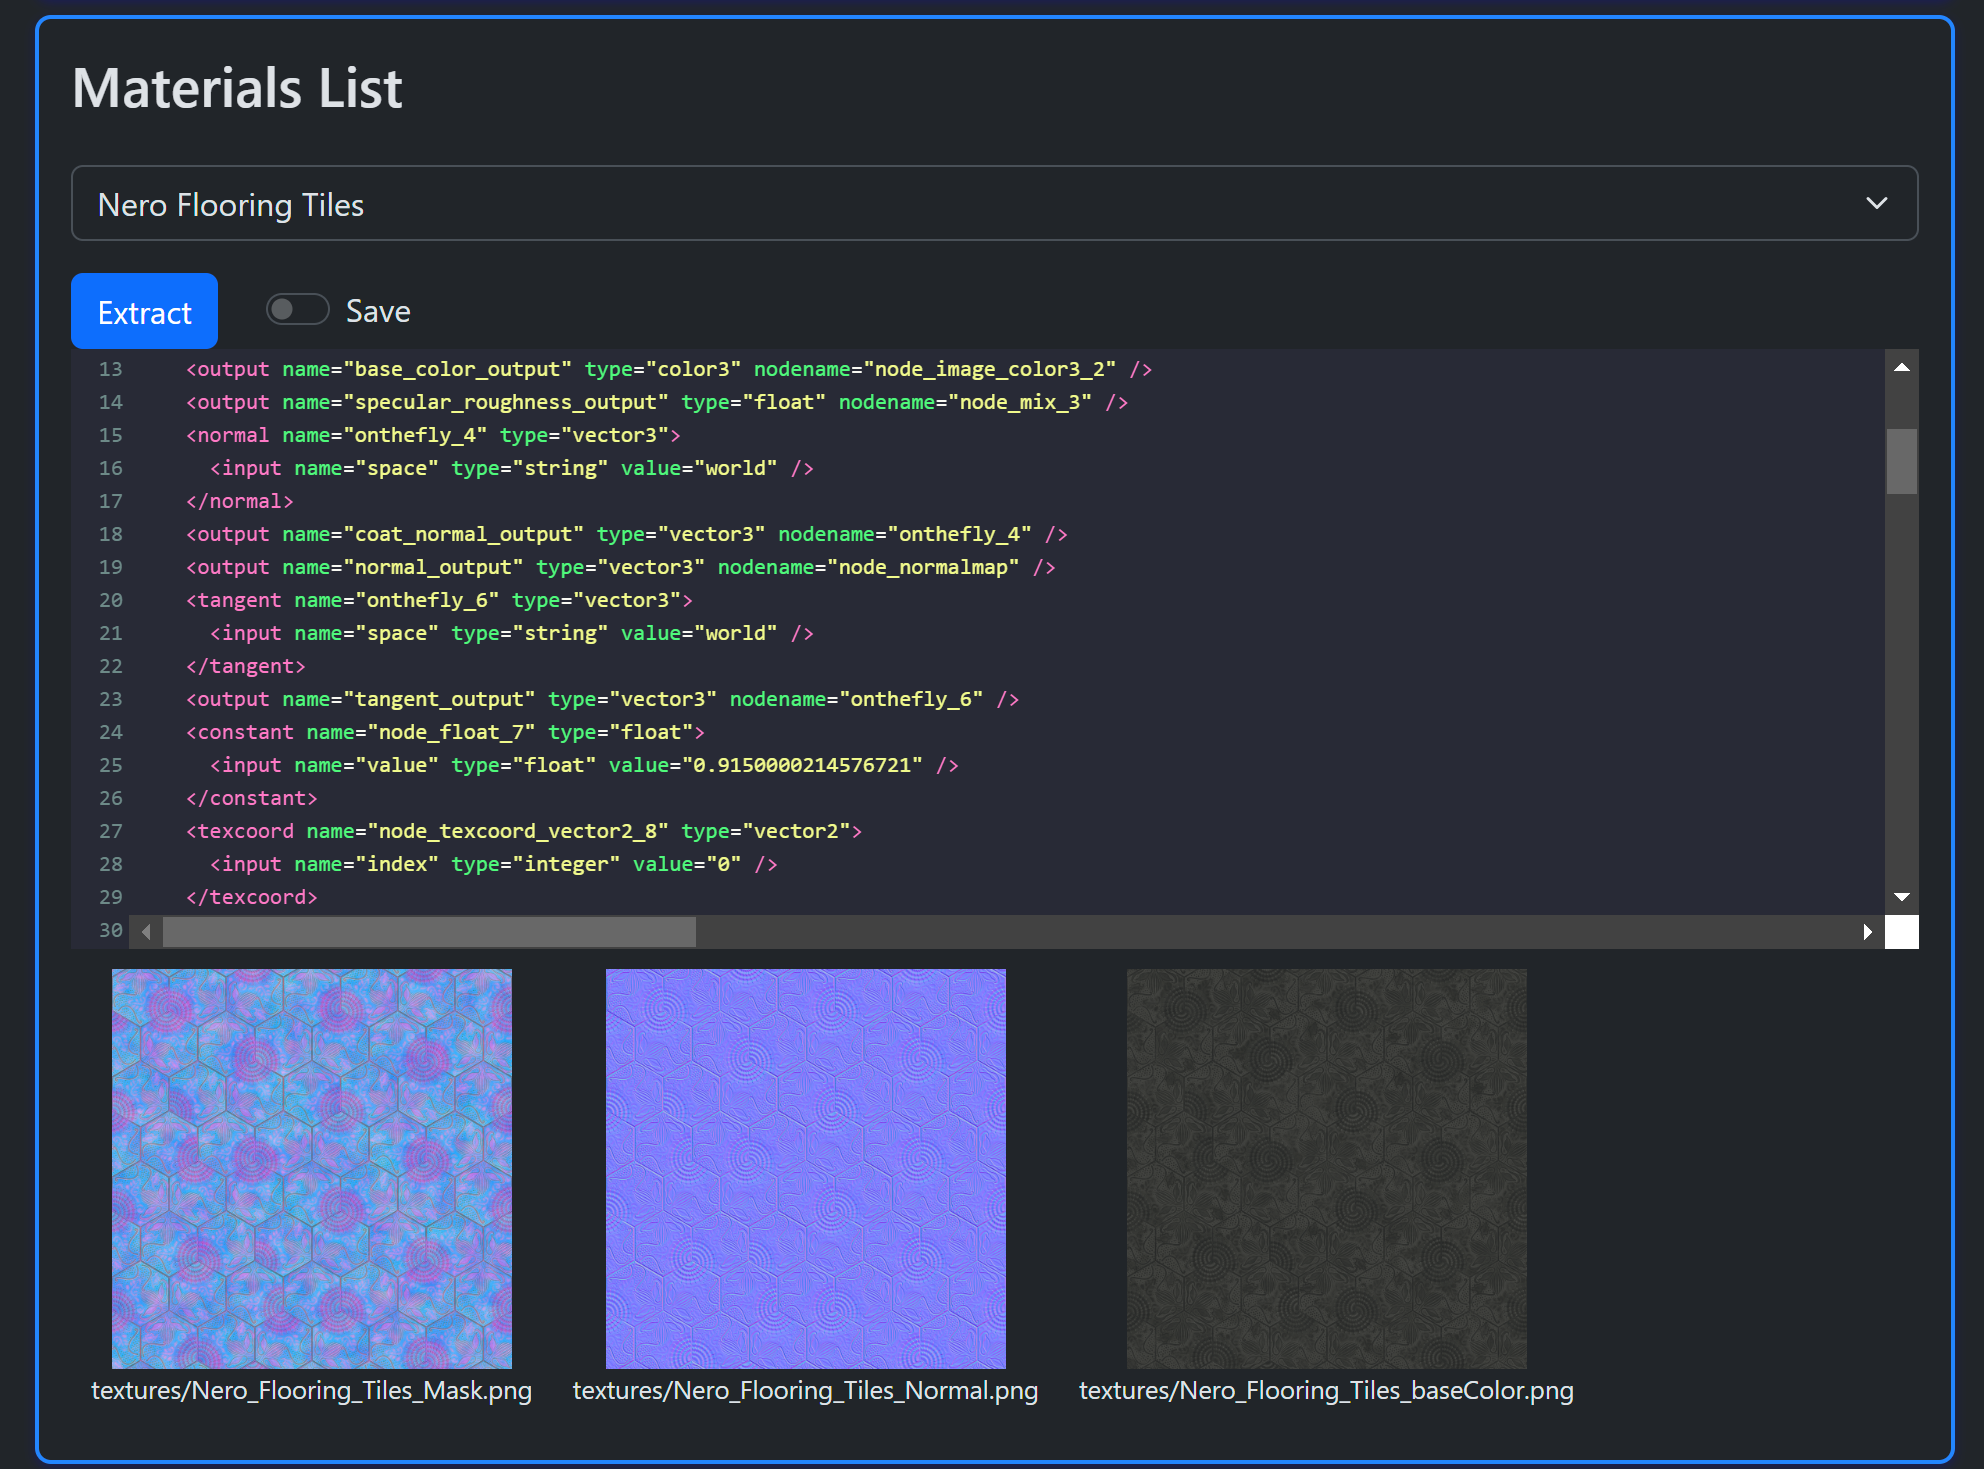 Materials List
Nero Flooring Tiles
Extract
Save
13 <output name="base_color_output" type="color3" nodename="node_image_color3_2" />
14 <output name="specular_roughness_output" type="float" nodename="node_mix_3" />
15 <normal name="onthefly_4" type="vector3">
16 <input name="space" type="string" value="world" />
17 </normal>
18 <output name="coat_normal_output" type="vector3" nodename="onthefly_4" />
19 <output name="normal_output" type="vector3" nodename="node_normalmap" />
20 <tangent name="onthefly_6" type="vector3">
21 <input name="space" type="string" value="world" />
22 </tangent>
23 <output name="tangent_output" type="vector3" nodename="onthefly_6" />
24 <constant name="node_float_7" type="float">
25 <input name="value" type="float" value="0.9150000214576721" />
26 </constant>
27 <texcoord name="node_texcoord_vector2_8" type="vector2">
28 <input name="index" type="integer" value="0" />
29 </texcoord>
30
textures/Nero_Flooring_Tiles_Mask.png
textures/Nero_Flooring_Tiles_Normal.png
textures/Nero_Flooring_Tiles_baseColor.png